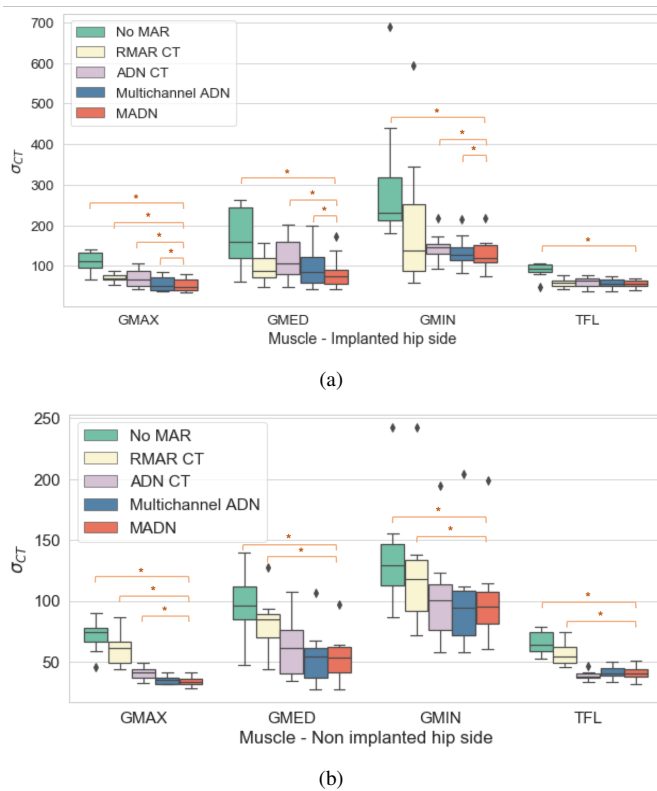 700
600
500
400
300
200
100
σCT
No MAR
RMAR CT
ADN CT
Multichannel ADN
MADN
* * * *
* * *
* * *
*
GMAX GMED GMIN TFL
Muscle - Implanted hip side
(a)
250
200
150
100
50
σCT
No MAR
RMAR CT
ADN CT
Multichannel ADN
MADN
* * *
* *
* *
* *
GMAX GMED GMIN TFL
Muscle - Non implanted hip side
(b)